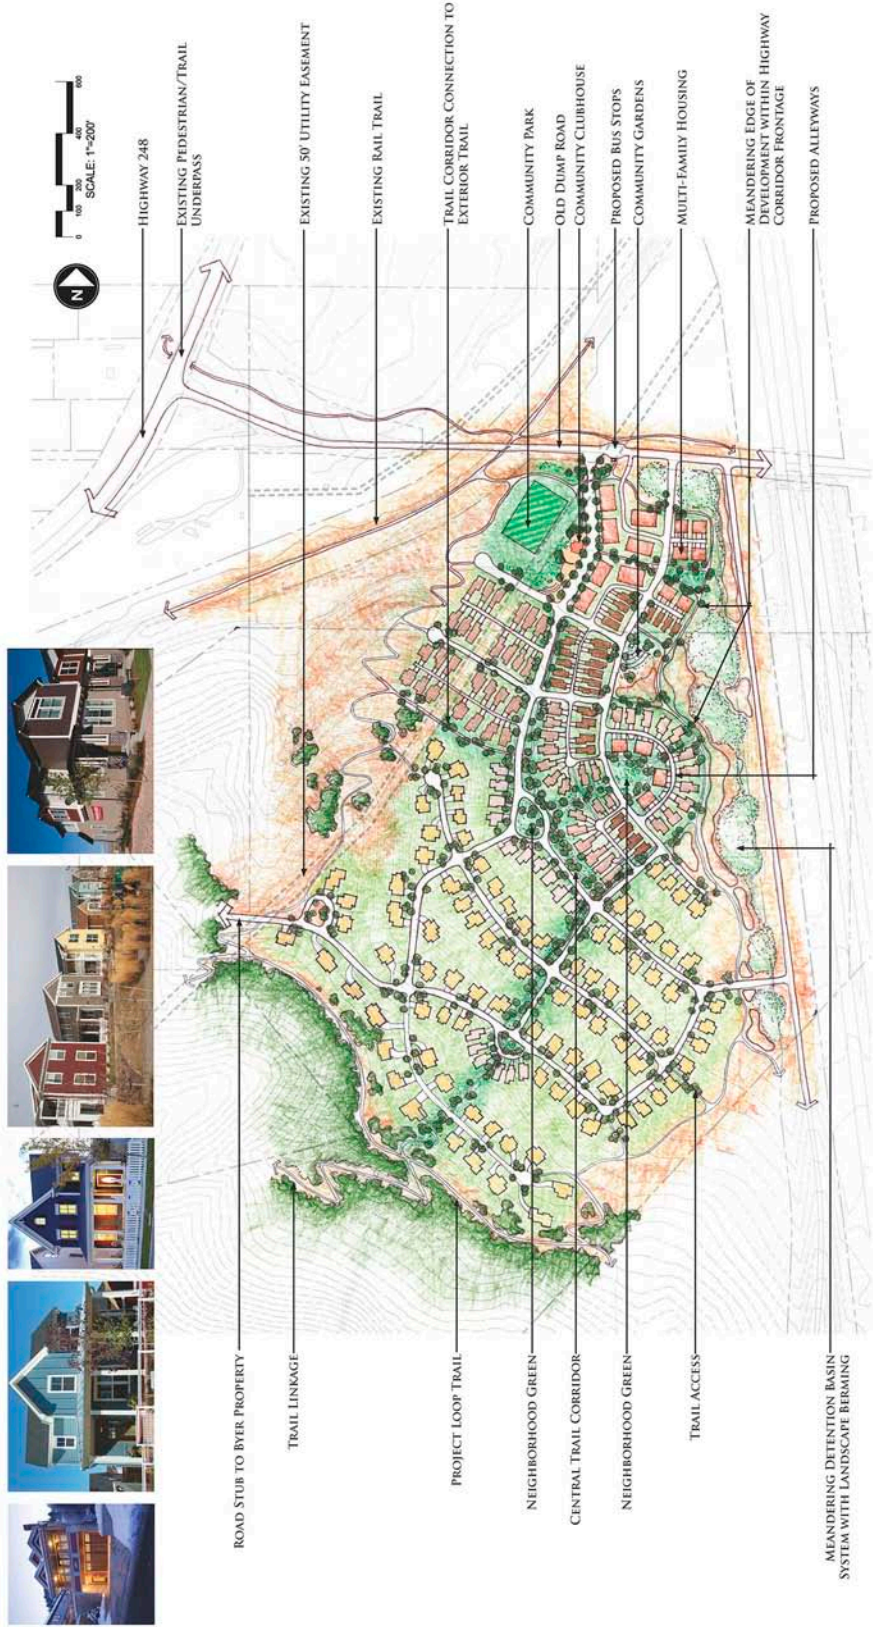 0 100 200 400 600
SCALE: 1"=200'
N
HIGHWAY 248
EXISTING PEDESTRIAN/TRAIL
UNDERPASS
EXISTING 50' UTILITY EASEMENT
EXISTING RAIL TRAIL
TRAIL CORRIDOR CONNECTION TO
EXTERIOR TRAIL
COMMUNITY PARK
OLD DUMP ROAD
COMMUNITY CLUBHOUSE
PROPOSED BUS STOPS
COMMUNITY GARDENS
MULTI-FAMILY HOUSING
MEANDERING EDGE OF
DEVELOPMENT WITHIN HIGHWAY
CORRIDOR FRONTAGE
PROPOSED ALLEYWAYS
ROAD STUB TO BYER PROPERTY
TRAIL LINKAGE
PROJECT LOOP TRAIL
NEIGHBORHOOD GREEN
CENTRAL TRAIL CORRIDOR
NEIGHBORHOOD GREEN
TRAIL ACCESS
MEANDERING DETENTION BASIN
SYSTEM WITH LANDSCAPE BERMING